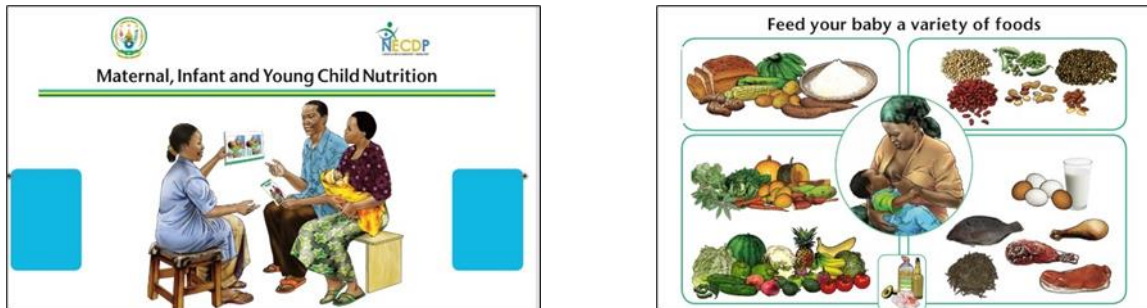 NECDP
Maternal, Infant and Young Child Nutrition
Feed your baby a variety of foods